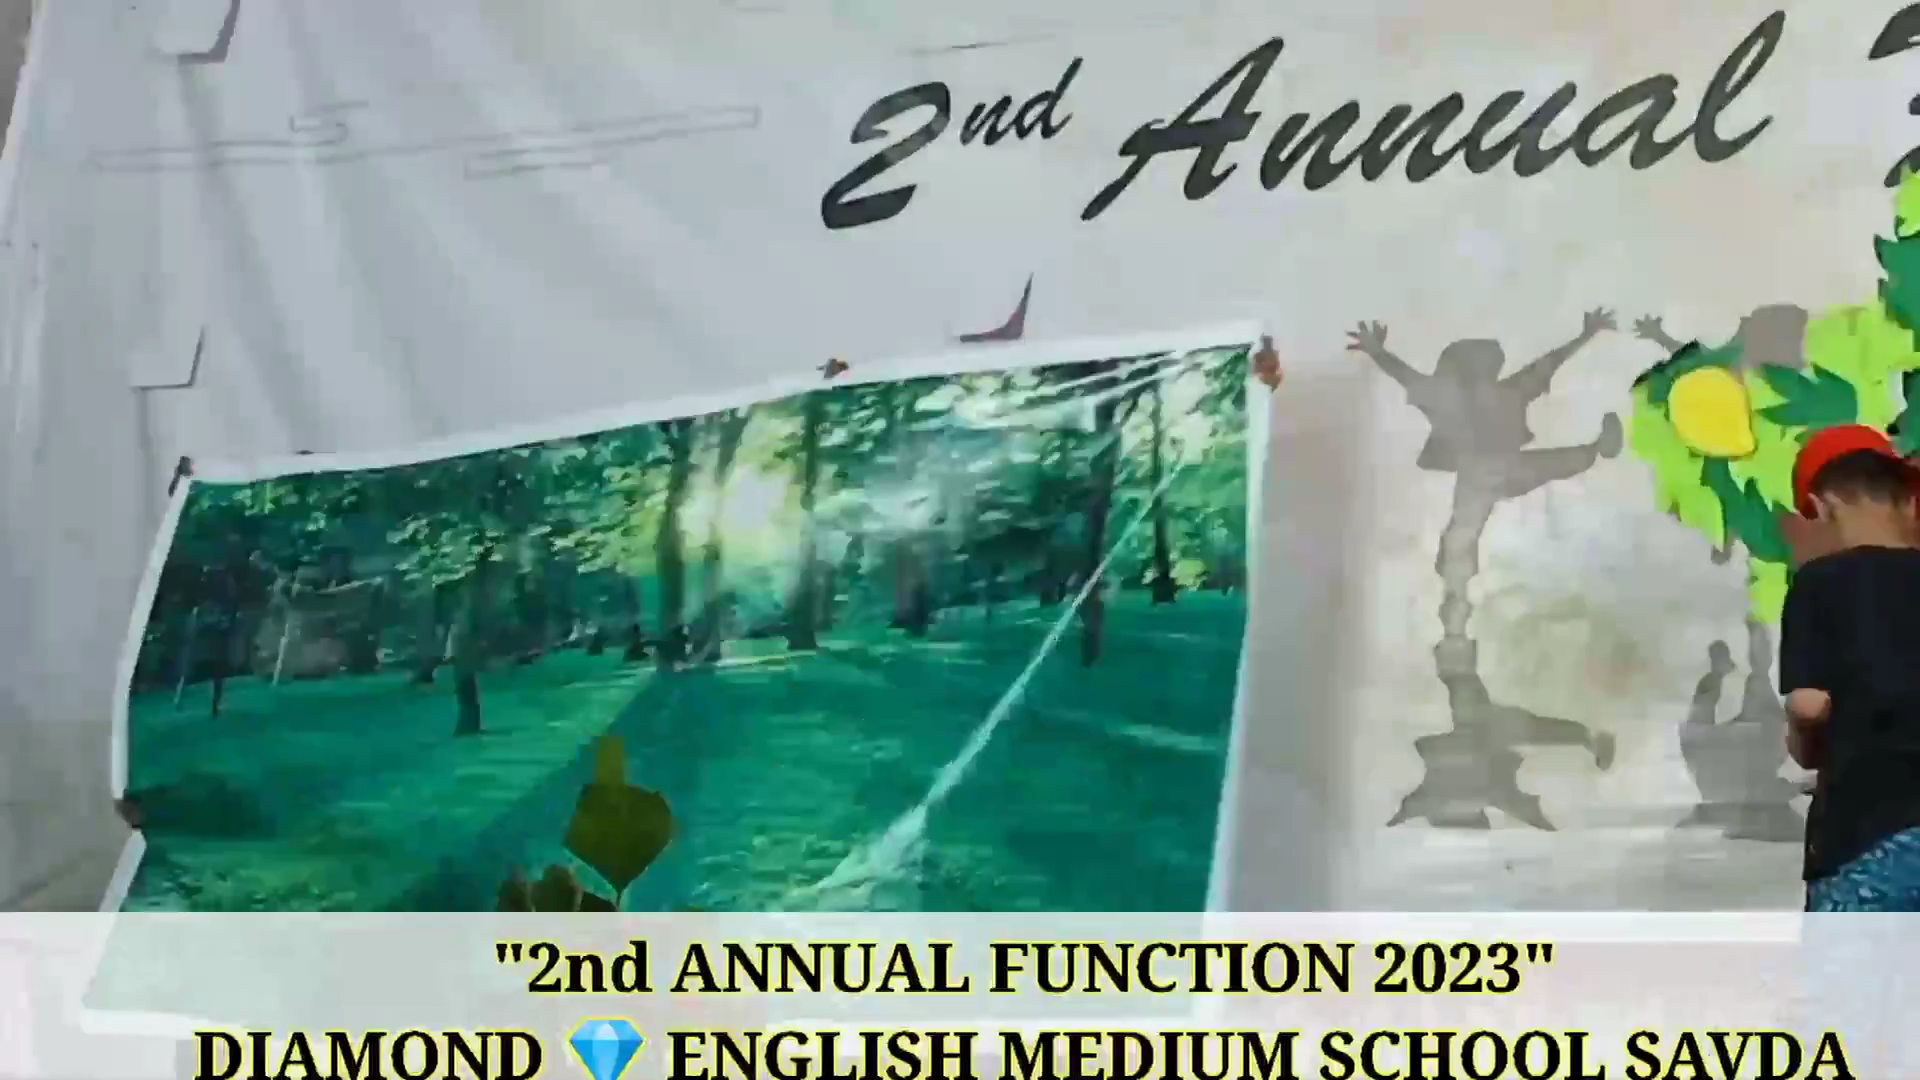 2nd Annual
"2nd ANNUAL FUNCTION 2023"
DIAMOND 💎 ENGLISH MEDIUM SCHOOL SAVDA